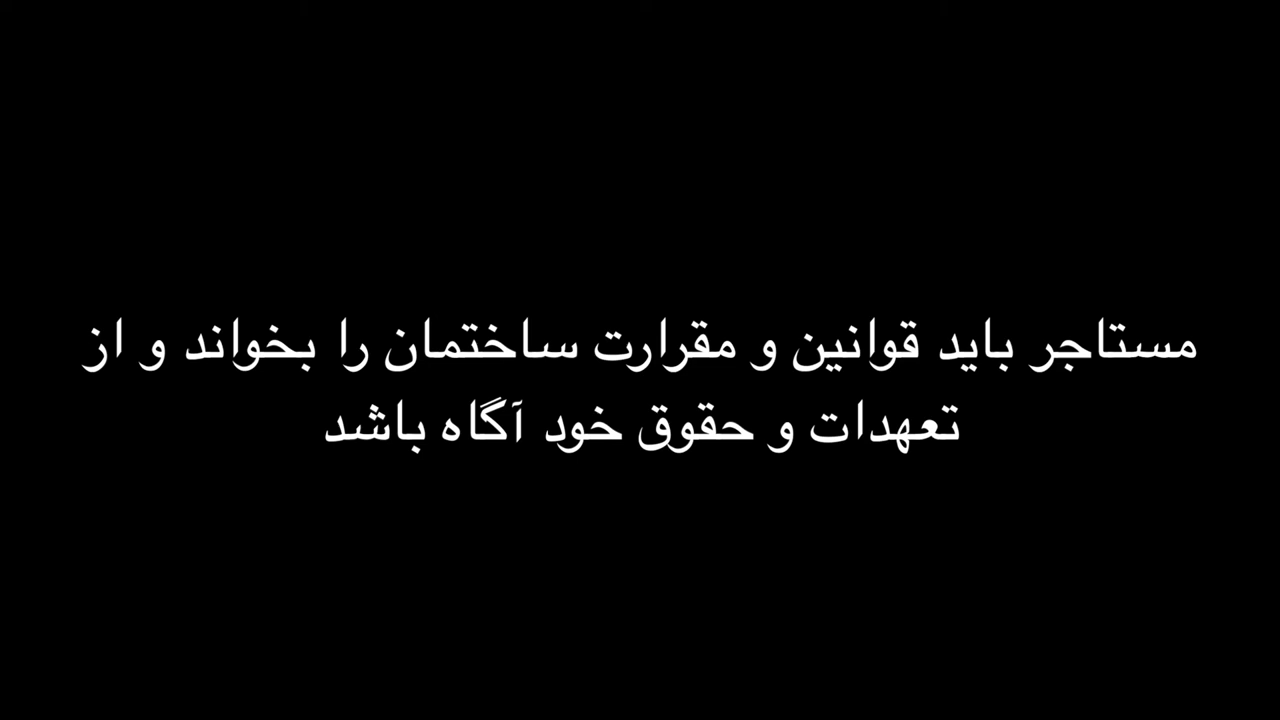 مستاجر باید قوانین و مقرارت ساختمان را بخواند و از
تعهدات و حقوق خود آگاه باشد